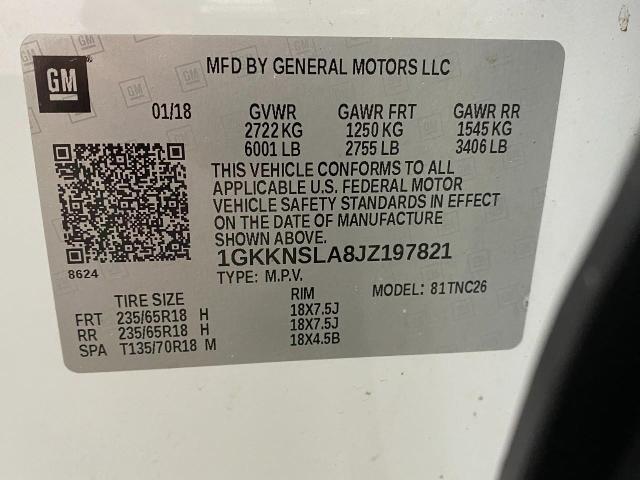 GM
MFD BY GENERAL MOTORS LLC
01/18 GVWR GAWR FRT GAWR RR
2722 KG 1250 KG 1545 KG
6001 LB 2755 LB 3406 LB
THIS VEHICLE CONFORMS TO ALL
APPLICABLE U.S. FEDERAL MOTOR
VEHICLE SAFETY STANDARDS IN EFFECT
ON THE DATE OF MANUFACTURE
SHOWN ABOVE. 1GKKNSLA8JZ197821
8624 TYPE: M.P.V. MODEL: 81TNC26
TIRE SIZE RIM
FRT 235/65R18 H 18X7.5J
RR 235/65R18 H 18X7.5J
SPA T135/70R18 M 18X4.5B